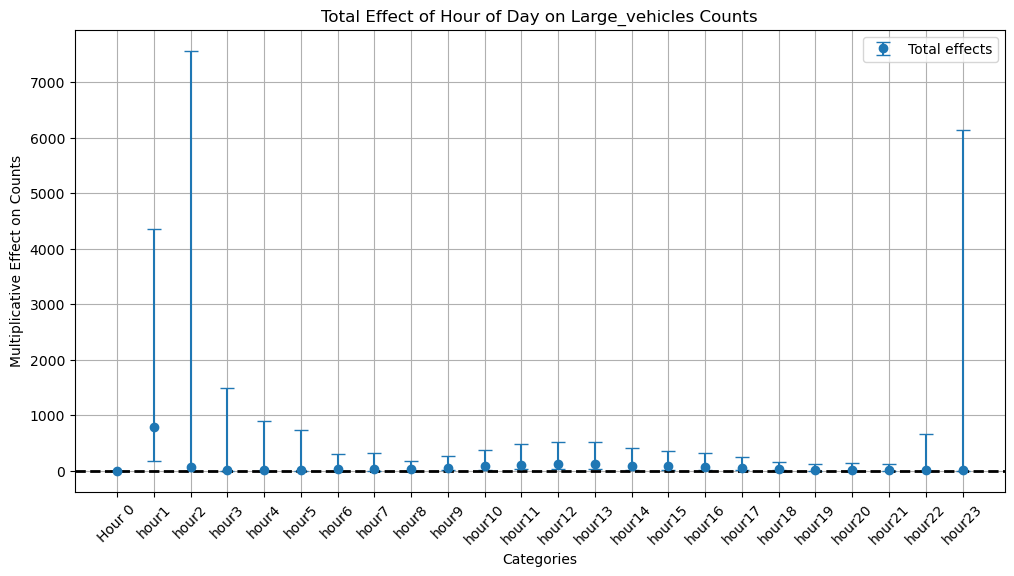 Total Effect of Hour of Day on Large_vehicles Counts
Total effects
Multiplicative Effect on Counts
7000
6000
5000
4000
3000
2000
1000
0
Hour 0
hour1
hour2
hour3
hour4
hour5
hour6
hour7
hour8
hour9
hour10
hour11
hour12
hour13
hour14
hour15
hour16
hour17
hour18
hour19
hour20
hour21
hour22
hour23
Categories